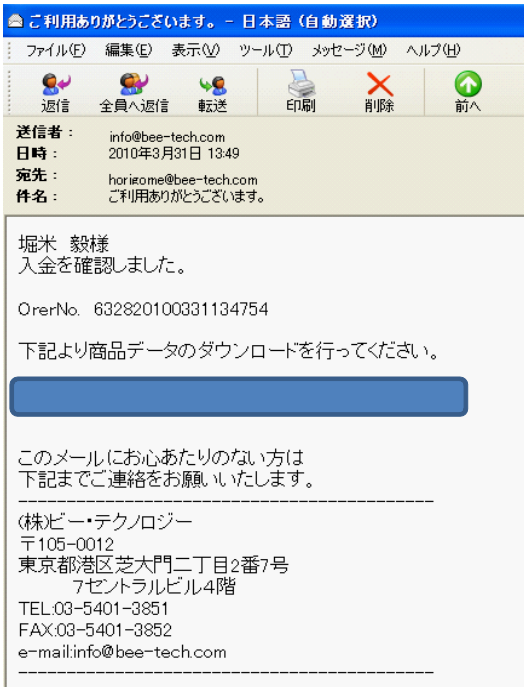 ご利用ありがとうございます。 - 日本語 (自動選択)
ファイル(F) 編集(E) 表示(V) ツール(T) メッセージ(M) ヘルプ(H)
返信 全員へ返信 転送 印刷 削除 前へ
送信者: info@bee-tech.com
日時: 2010年3月31日 13:49
宛先: horigome@bee-tech.com
件名: ご利用ありがとうございます。
堀米 毅様
入金を確認しました。
OrerNo. 632820100331134754
下記より商品データのダウンロードを行ってください。
このメールにお心あたりのない方は
下記までご連絡をお願いいたします。
--------------------------------------------
(株)ビー・テクノロジー
〒105-0012
東京都港区芝大門二丁目2番7号
7セントラルビル4階
TEL:03-5401-3851
FAX:03-5401-3852
e-mail:info@bee-tech.com
--------------------------------------------